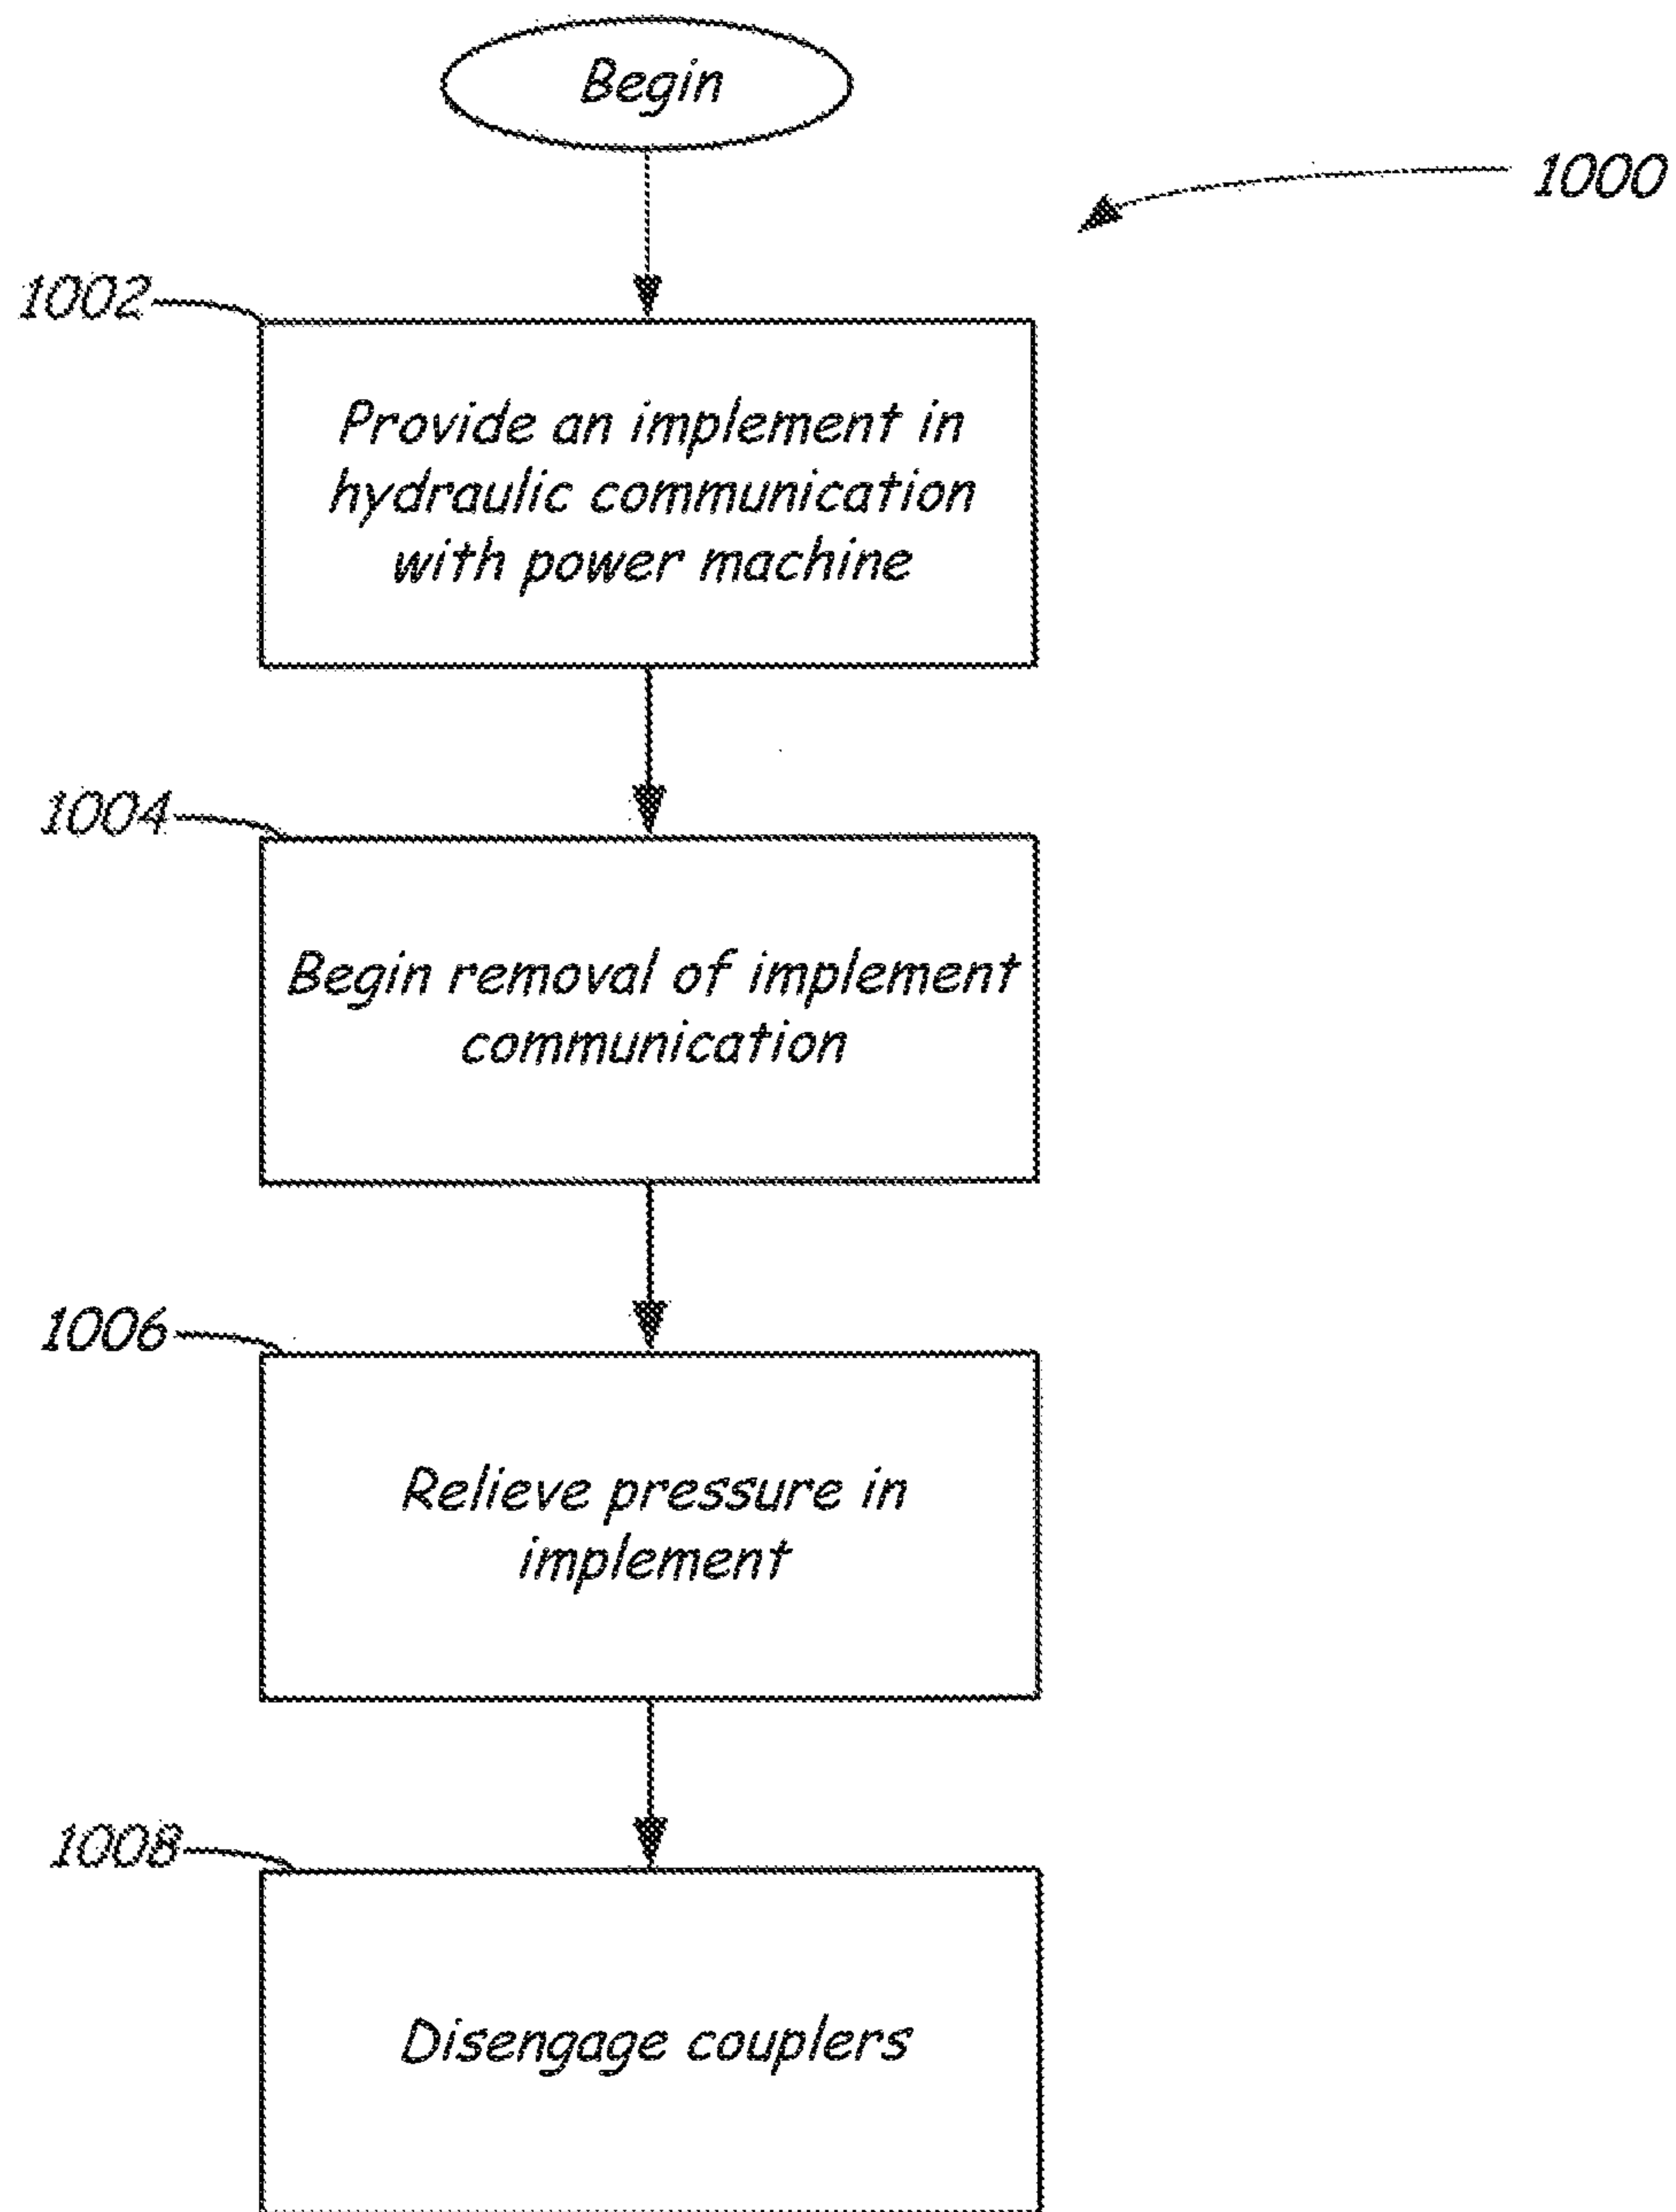 Begin
1000
1002
Provide an implement in
hydraulic communication
with power machine
1004
Begin removal of implement
communication
1006
Relieve pressure in
implement
1008
Disengage couplers